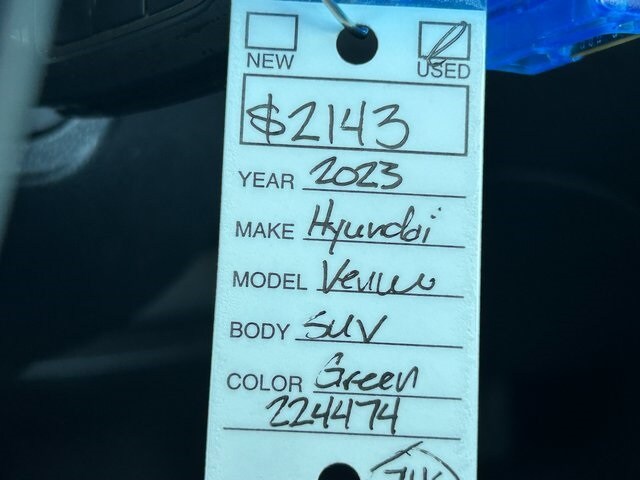 NEW USED
$2143
YEAR 2023
MAKE Hyundai
MODEL Venue
BODY SUV
COLOR Green
224474